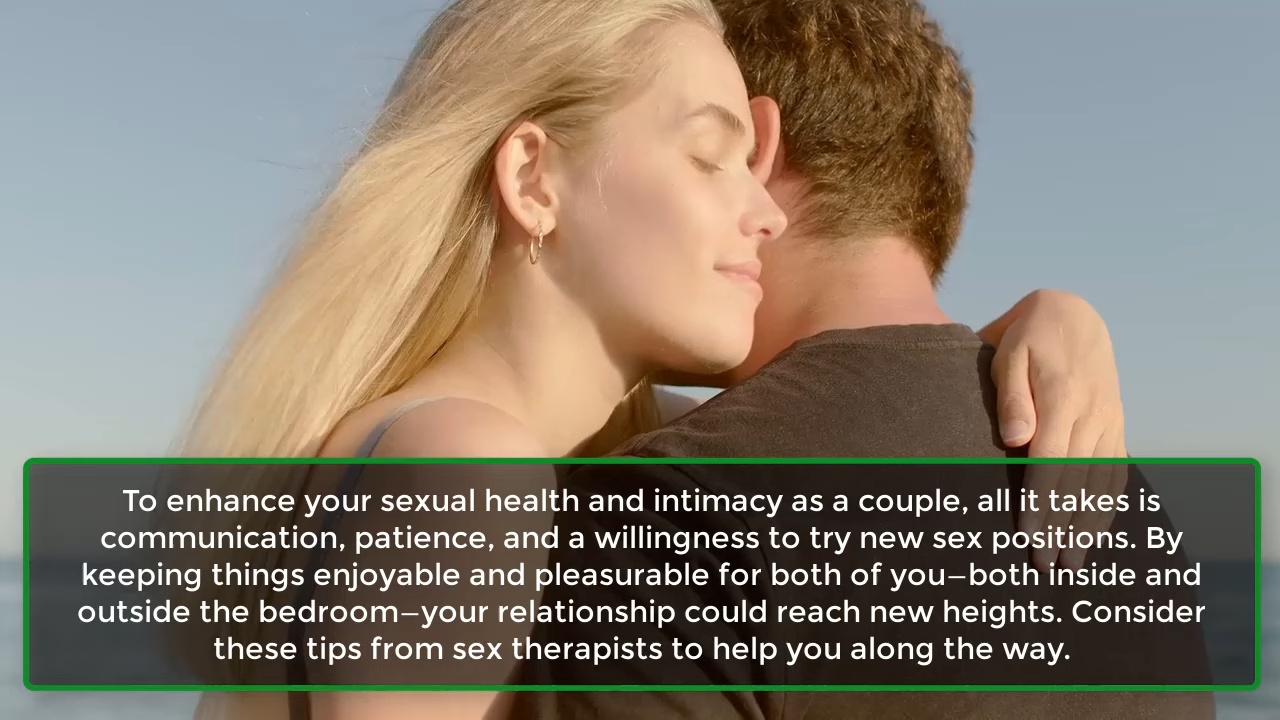 To enhance your sexual health and intimacy as a couple, all it takes is
communication, patience, and a willingness to try new sex positions. By
keeping things enjoyable and pleasurable for both of you—both inside and
outside the bedroom—your relationship could reach new heights. Consider
these tips from sex therapists to help you along the way.